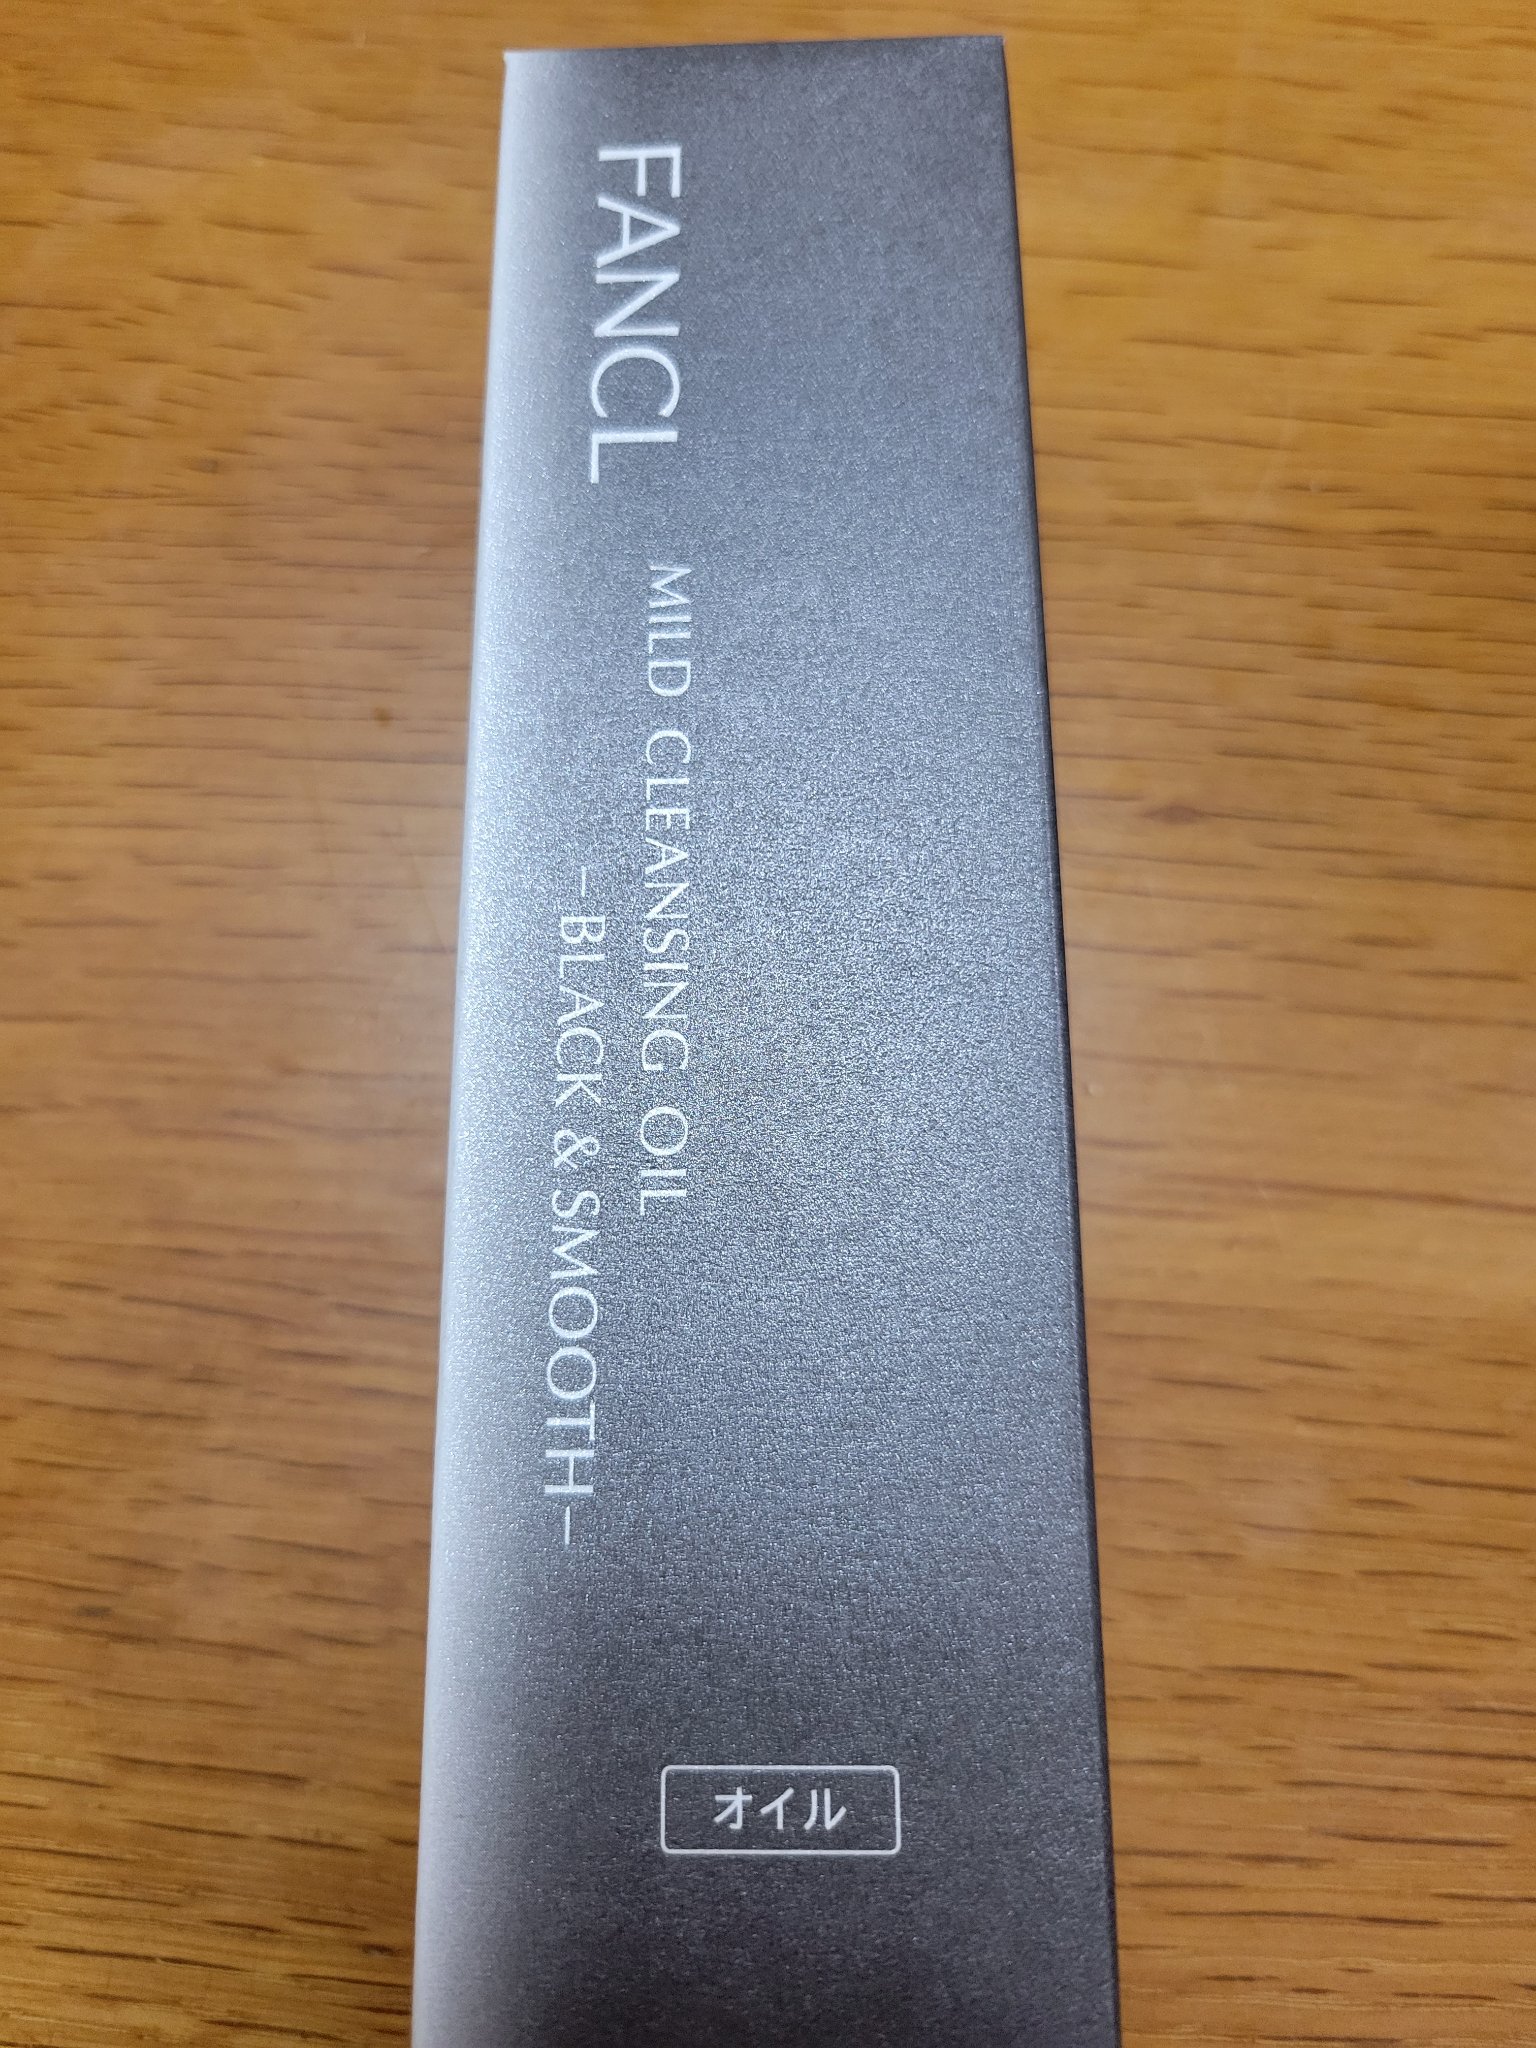 FANCL
MILD CLEANSING OIL
–BLACK & SMOOTH–
オイル